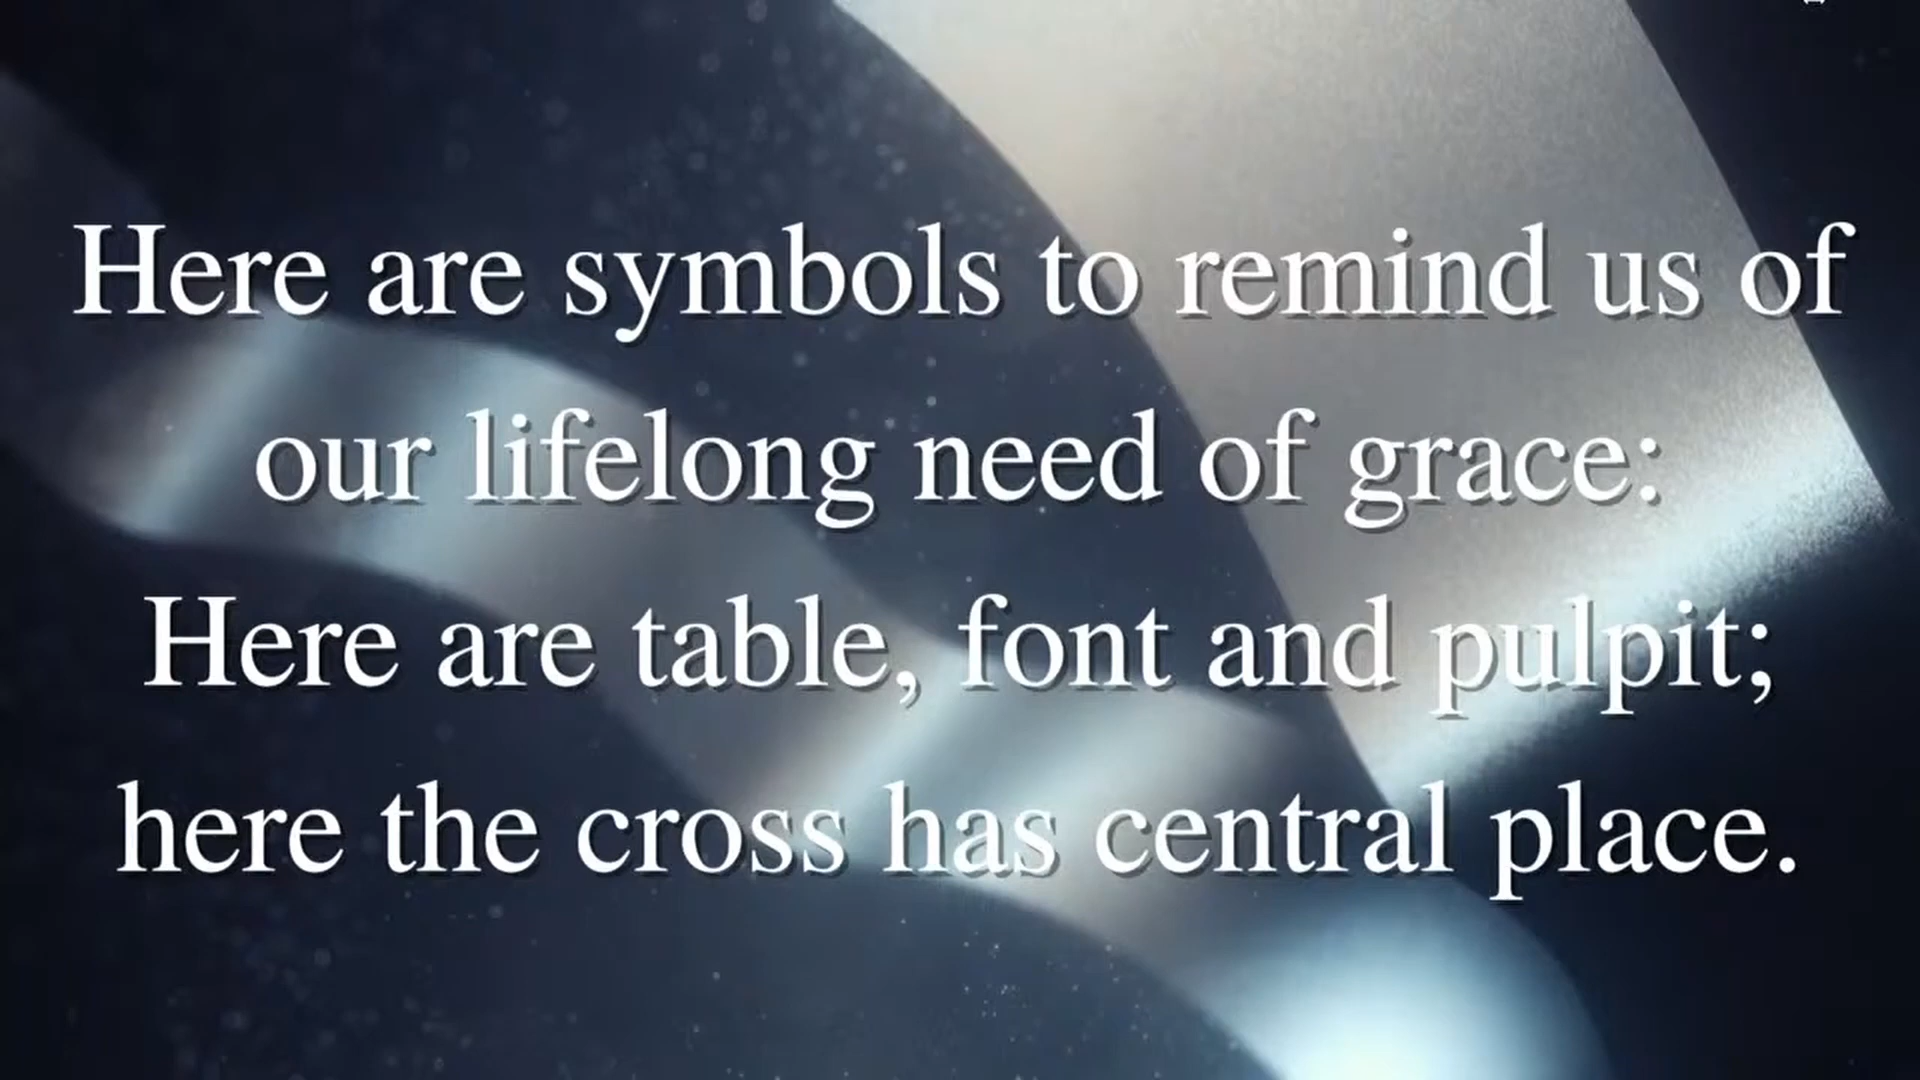 Here are symbols to remind us of
our lifelong need of grace:
Here are table, font and pulpit;
here the cross has central place.